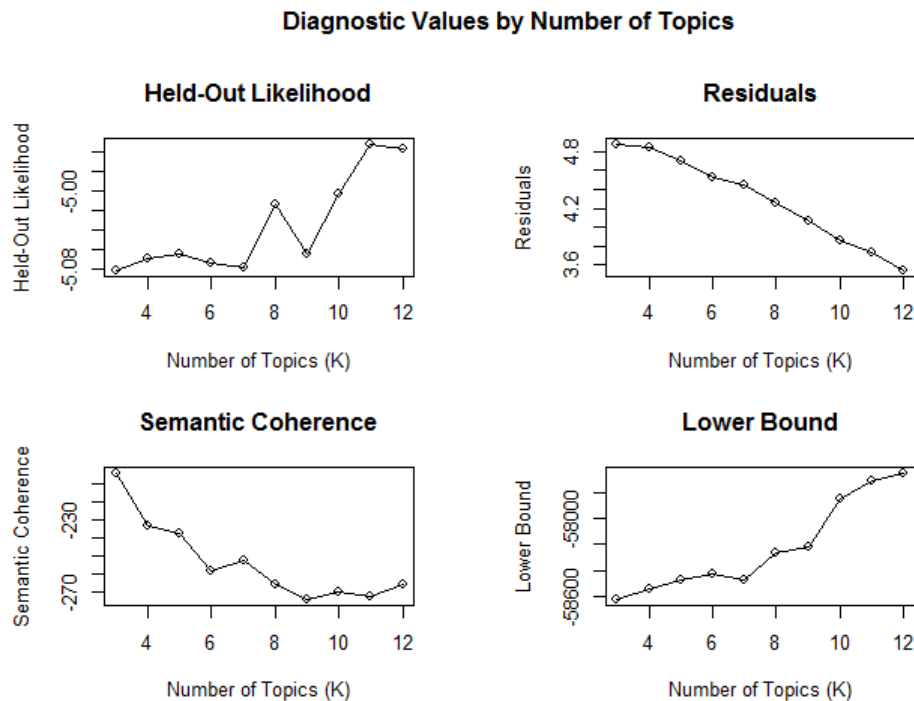 Diagnostic Values by Number of Topics
Held-Out Likelihood
Held-Out Likelihood
-5.00
-5.08
4 6 8 10 12
Number of Topics (K)
Residuals
Residuals
4.8
4.2
3.6
4 6 8 10 12
Number of Topics (K)
Semantic Coherence
Semantic Coherence
-230
-270
4 6 8 10 12
Number of Topics (K)
Lower Bound
Lower Bound
-58000
-58600
4 6 8 10 12
Number of Topics (K)